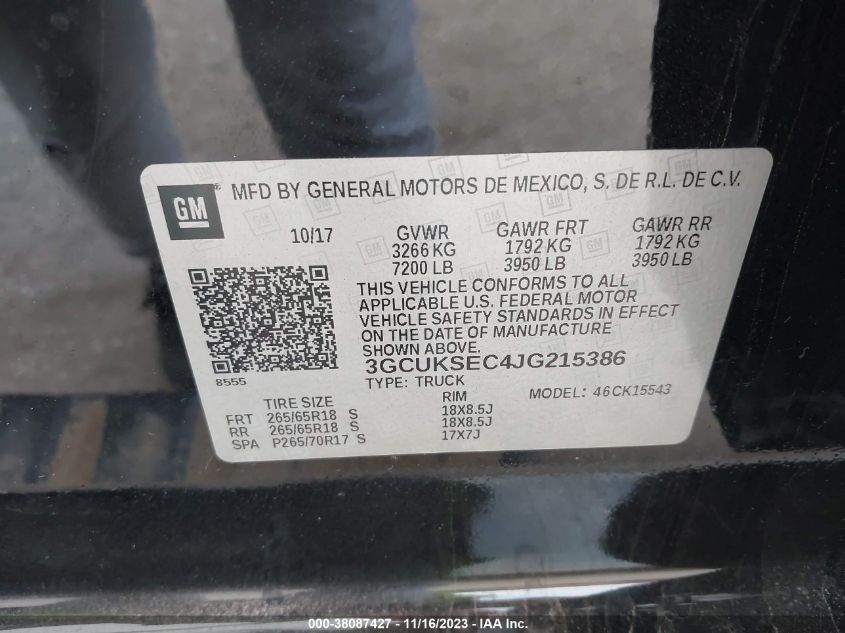 GM ® MFD BY GENERAL MOTORS DE MEXICO, S. DE R.L. DE C.V.
10/17 GVWR GAWR FRT GAWR RR
3266 KG 1792 KG 1792 KG
7200 LB 3950 LB 3950 LB
THIS VEHICLE CONFORMS TO ALL
APPLICABLE U.S. FEDERAL MOTOR
VEHICLE SAFETY STANDARDS IN EFFECT
ON THE DATE OF MANUFACTURE
SHOWN ABOVE.
3GCUKSEC4JG215386
8555
TYPE: TRUCK MODEL: 46CK15543
TIRE SIZE RIM
FRT 265/65R18 S 18X8.5J
RR 265/65R18 S 18X8.5J
SPA P265/70R17 S 17X7J
000-38087427 - 11/16/2023 - IAA Inc.